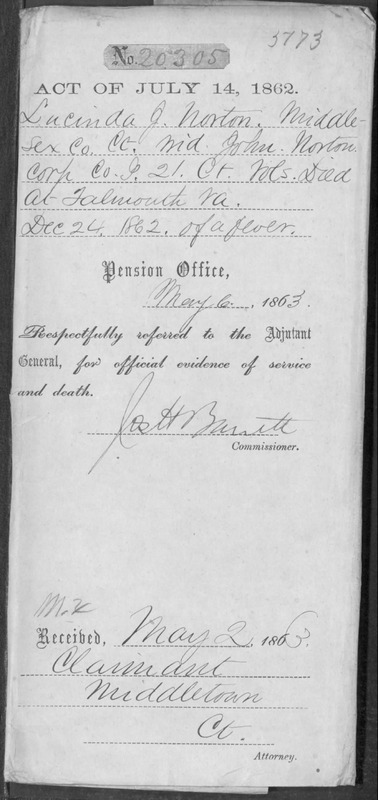 3773
No. 20305
ACT OF JULY 14, 1862.
Lucinda J. Norton. Middle-
sex Co. Ct. Wid. John. Norton
Corp Co. I. 21. Ct. Vols. Died
At Falmouth Va.
Dec 24. 1862. of a fever.
Pension Office,
May 6, 1863.
Respectfully referred to the Adjutant
General, for official evidence of service
and death.
Jos H Barrett
Commissioner.
Received, May 2, 1863.
Claimant
Middletown
Ct.
Attorney.